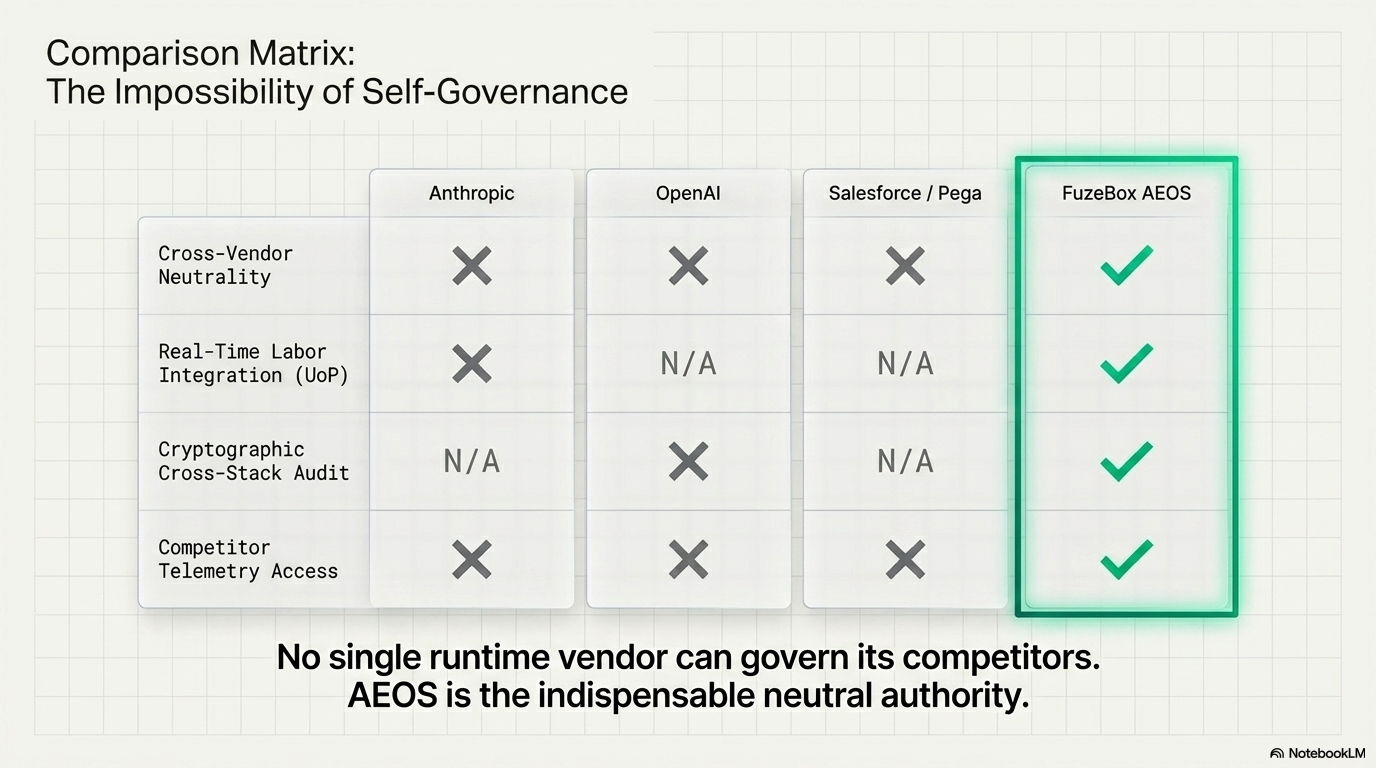 Comparison Matrix:
The Impossibility of Self-Governance
Anthropic
OpenAI
Salesforce / Pega
FuzeBox AEOS
Cross-Vendor
Neutrality
Real-Time Labor
Integration (UoP)
N/A
N/A
Cryptographic
Cross-Stack Audit
N/A
N/A
Competitor
Telemetry Access
No single runtime vendor can govern its competitors.
AEOS is the indispensable neutral authority.
NotebookLM